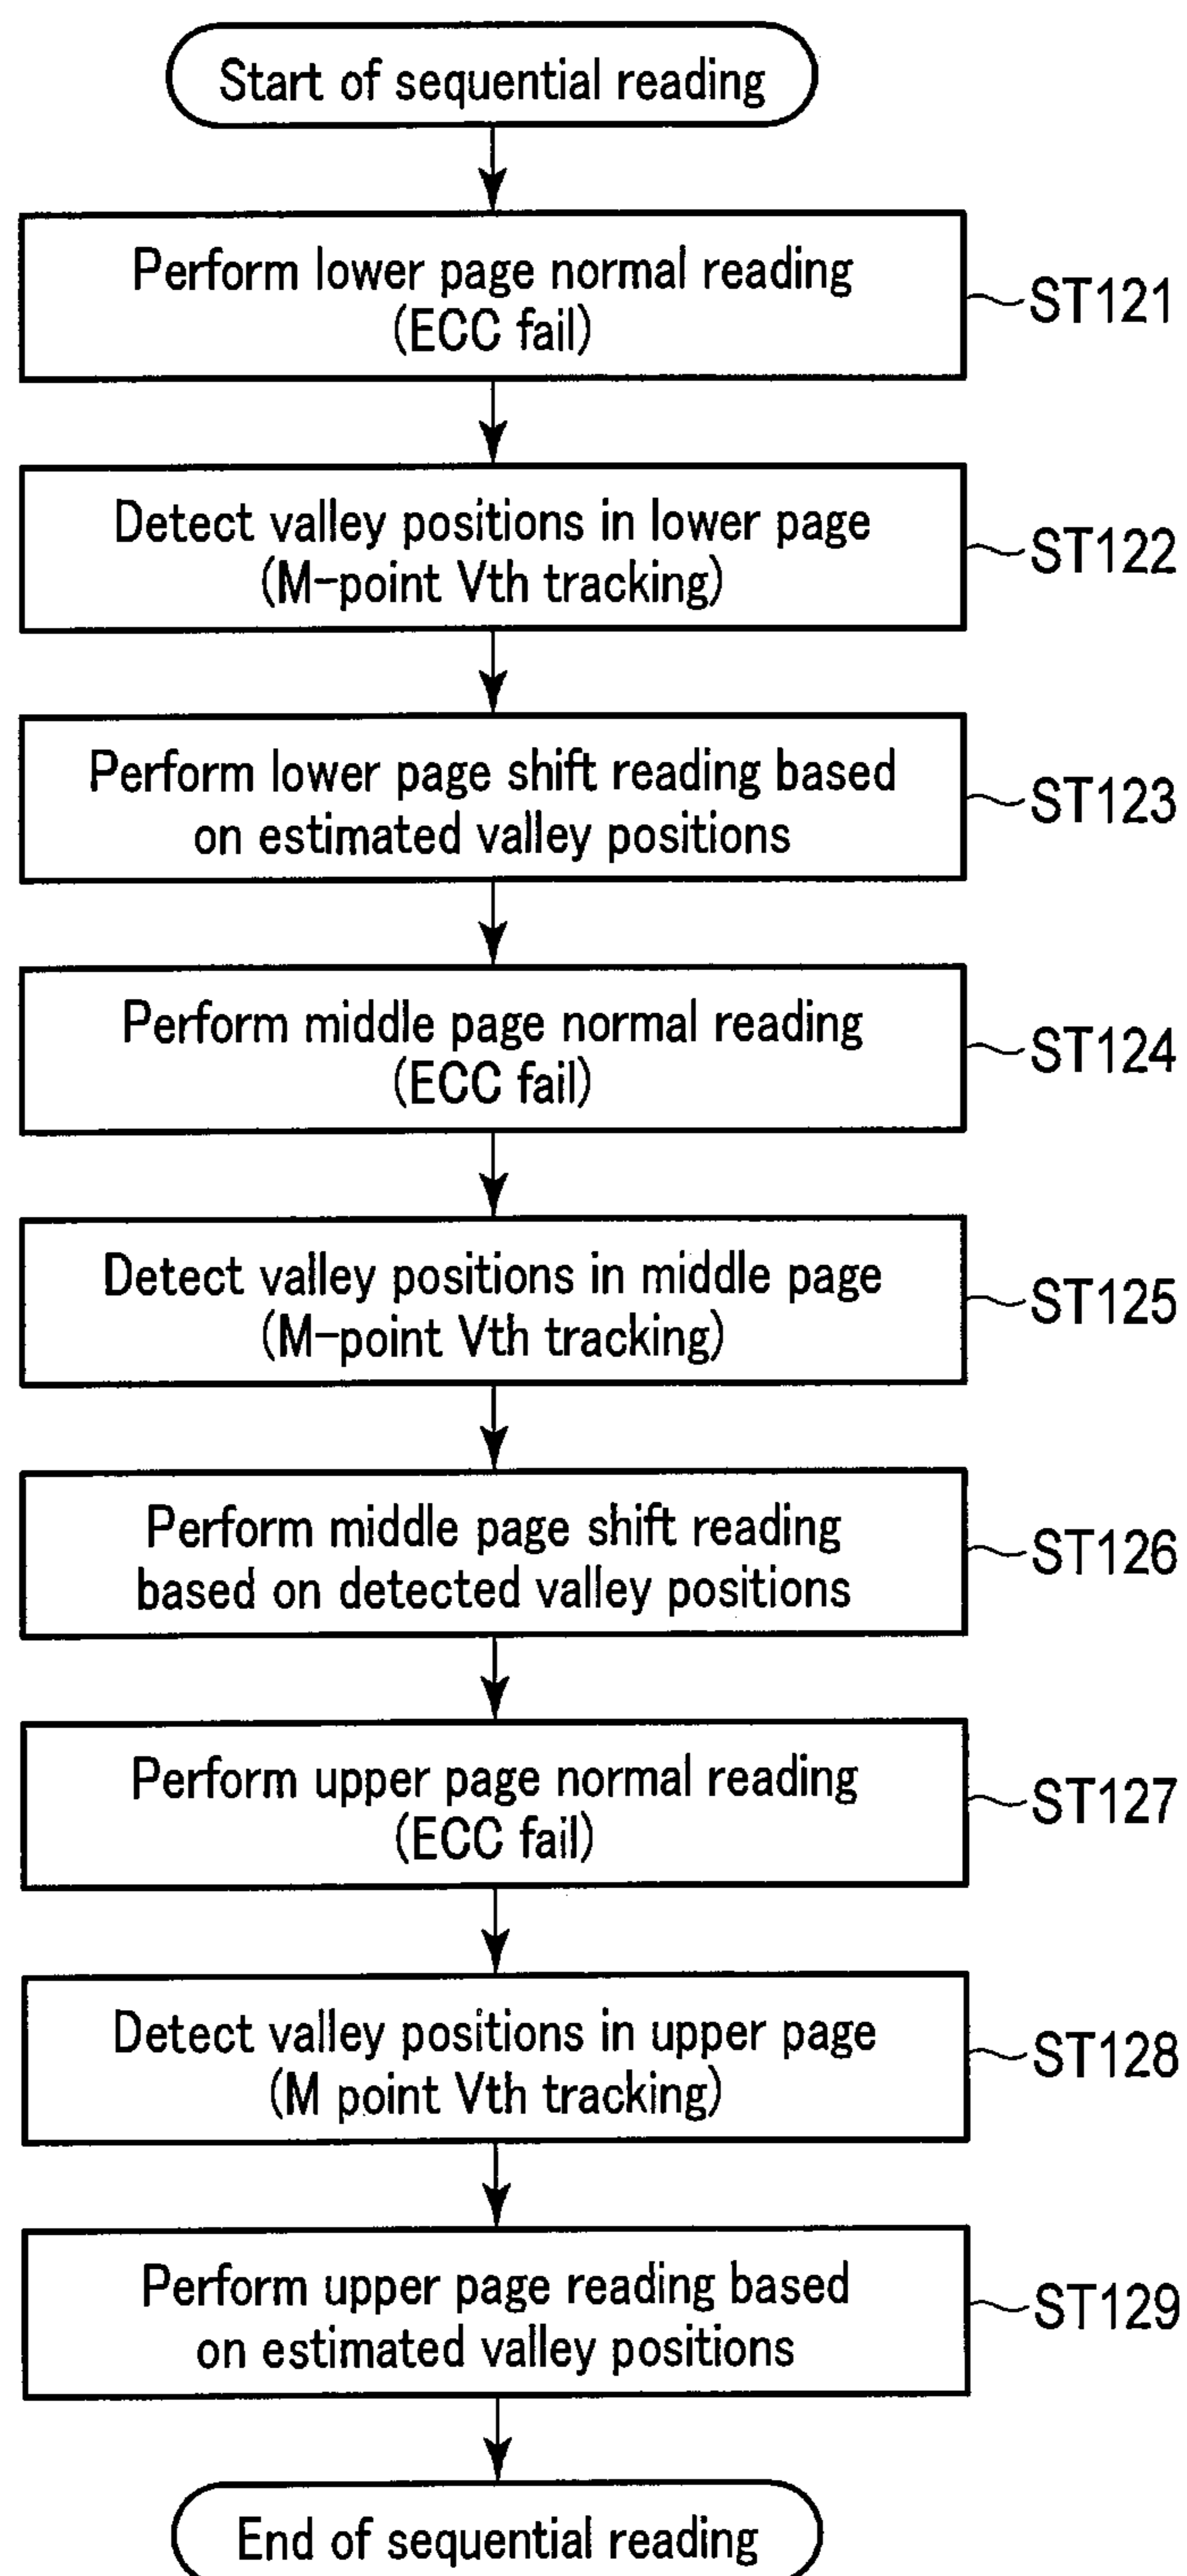 Start of sequential reading
Perform lower page normal reading
(ECC fail)
ST121
Detect valley positions in lower page
(M-point Vth tracking)
ST122
Perform lower page shift reading based
on estimated valley positions
ST123
Perform middle page normal reading
(ECC fail)
ST124
Detect valley positions in middle page
(M-point Vth tracking)
ST125
Perform middle page shift reading
based on detected valley positions
ST126
Perform upper page normal reading
(ECC fail)
ST127
Detect valley positions in upper page
(M point Vth tracking)
ST128
Perform upper page reading based
on estimated valley positions
ST129
End of sequential reading